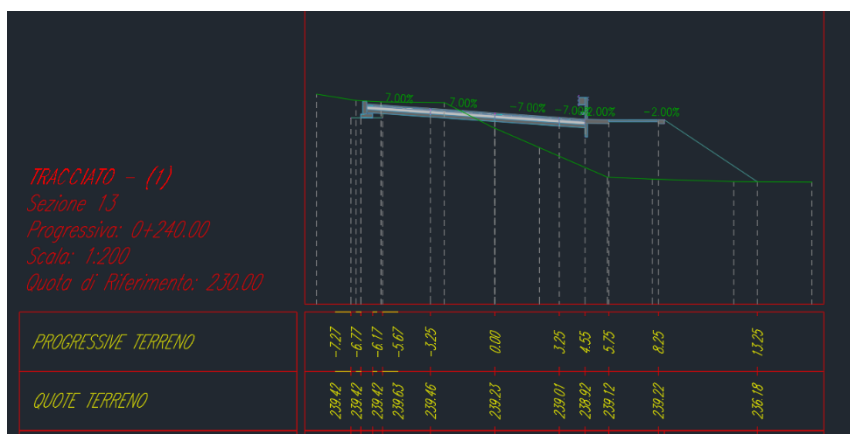 7.00% 7.00% -7.00% -7.00% 2.00% -2.00%
TRACCIATO - (1)
Sezione 13
Progressiva: 0+240.00
Scala: 1:200
Quota di Riferimento: 230.00
PROGRESSIVE TERRENO -7.27 -6.77 -6.17 -5.67 -3.25 0.00 3.25 4.55 5.75 8.25 13.25
QUOTE TERRENO 239.42 239.42 239.42 239.63 239.46 239.23 239.01 238.92 239.12 239.22 236.18